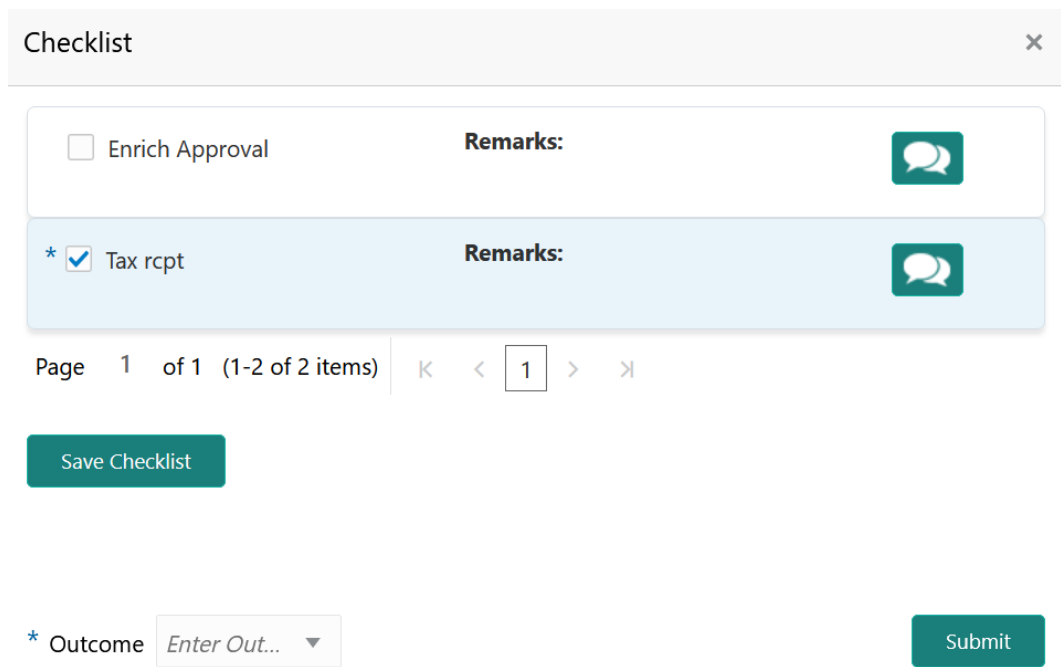 Checklist
Enrich Approval Remarks:
* Tax rcpt Remarks:
Page 1 of 1 (1-2 of 2 items) 1
Save Checklist
* Outcome Enter Out... Submit